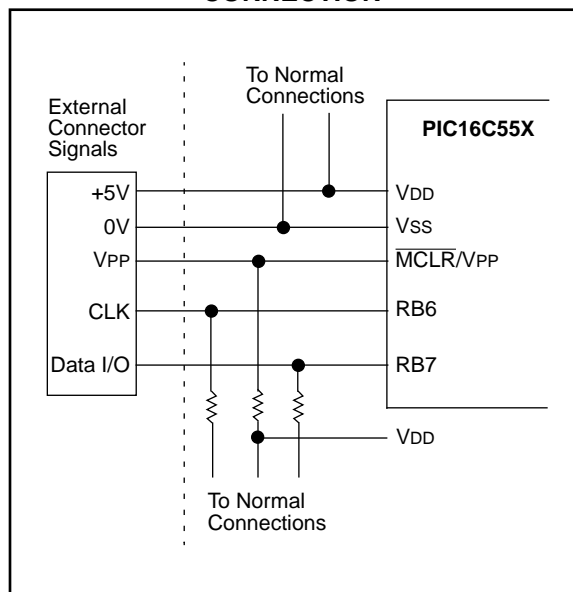 CONNECTION
To Normal
Connections
External
Connector
Signals
PIC16C55X
+5V
VDD
0V
VSS
VPP
MCLR/VPP
CLK
RB6
Data I/O
RB7
VDD
To Normal
Connections